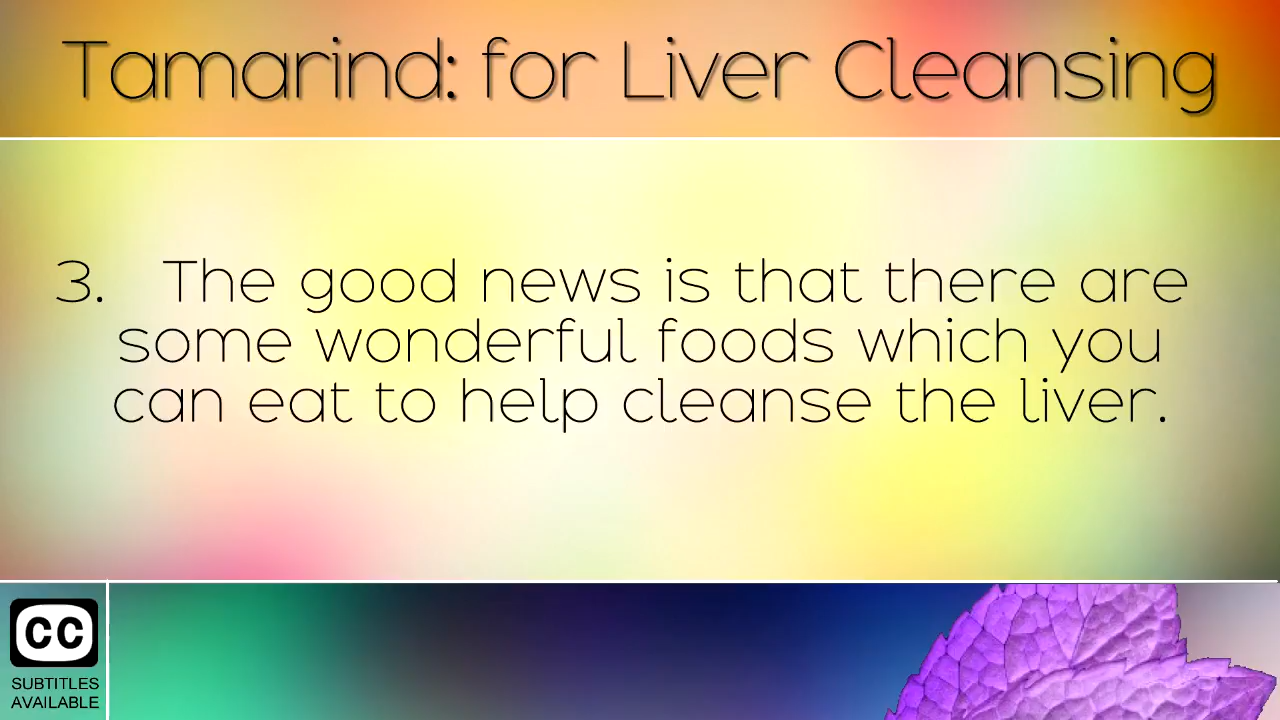 Tamarind: for Liver Cleansing
3. The good news is that there are
some wonderful foods which you
can eat to help cleanse the liver.
CC
SUBTITLES
AVAILABLE